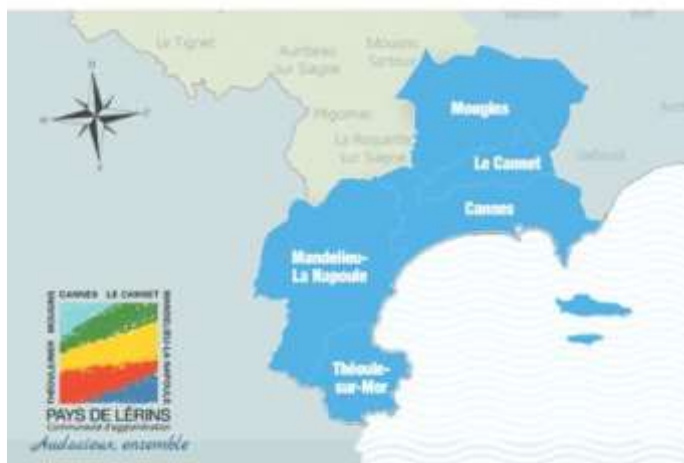 Le Tignet
Auribeau
sur Siagne
Mouans
Sartoux
N
Mougins
Pégomas
La Roquette
sur Siagne
Le Cannet
Vallauris
Cannes
Mandelieu-
La Napoule
CANNES LE CANNET
MOUGINS
THÉOULE/MER
MANDELIEU-LA NAPOULE
Théoule-
sur-Mer
PAYS DE LÉRINS
Communauté d'agglomération
Audacieux, ensemble